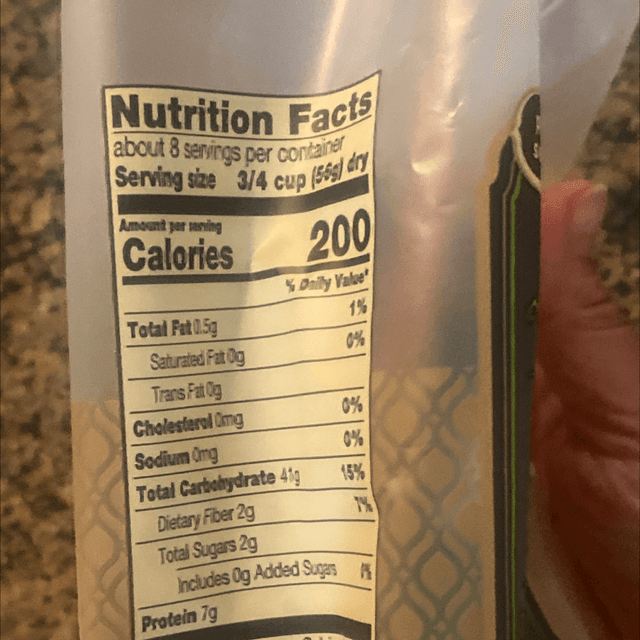 Nutrition Facts
about 8 servings per container
Serving size 3/4 cup (56g) dry
Amount per serving
Calories 200
% Daily Value*
Total Fat 0.5g 1%
Saturated Fat 0g 0%
Trans Fat 0g
Cholesterol 0mg 0%
Sodium 0mg 0%
Total Carbohydrate 41g 15%
Dietary Fiber 2g 7%
Total Sugars 2g
Includes 0g Added Sugars
Protein 7g